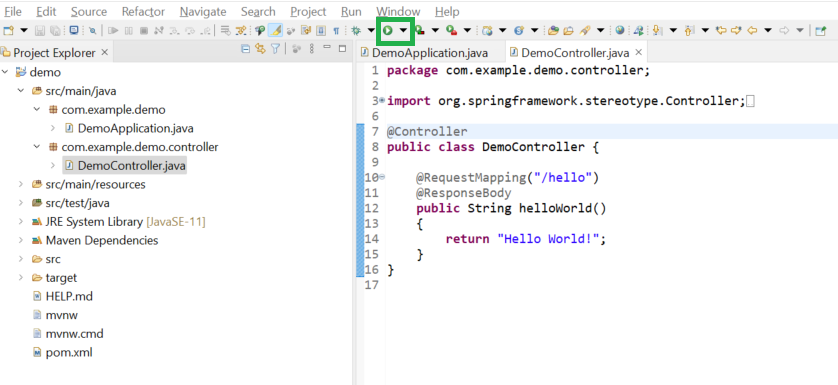 File Edit Source Refactor Navigate Search Project Run Window Help
Project Explorer
demo
src/main/java
com.example.demo
DemoApplication.java
com.example.demo.controller
DemoController.java
src/main/resources
src/test/java
JRE System Library [JavaSE-11]
Maven Dependencies
src
target
HELP.md
mvnw
mvnw.cmd
pom.xml
DemoApplication.java DemoController.java
1 package com.example.demo.controller;
2
3 import org.springframework.stereotype.Controller;
6
7 @Controller
8 public class DemoController {
9
10 @RequestMapping("/hello")
11 @ResponseBody
12 public String helloWorld()
13 {
14 return "Hello World!";
15 }
16 }
17